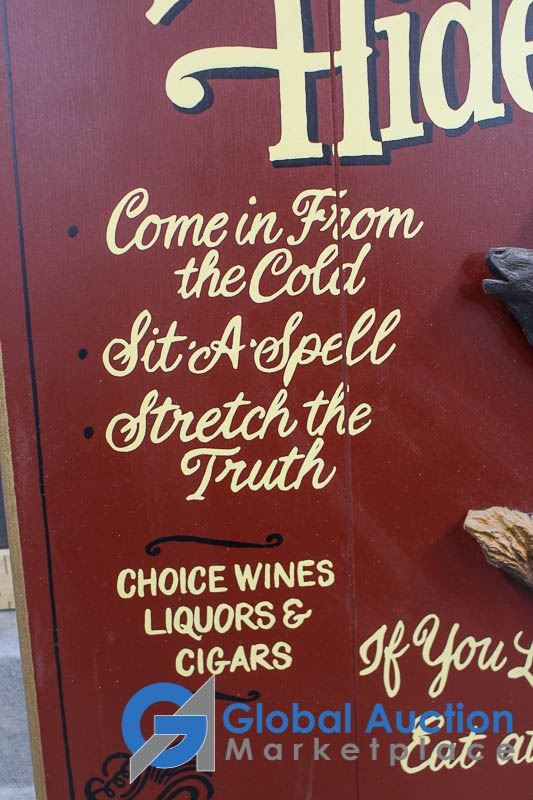 Hide
• Come in From
the Cold
• Sit-A-Spell
• Stretch the
Truth
CHOICE WINES
LIQUORS &
CIGARS
If You L
Eat at
Global Auction
Marketplace